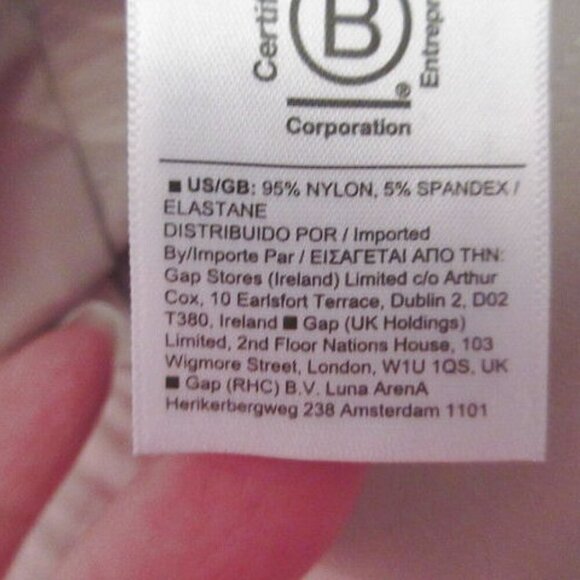 Certi
B
Entrepr
®
Corporation
■ US/GB: 95% NYLON, 5% SPANDEX /
ELASTANE
DISTRIBUIDO POR / Imported
By/Importe Par / ΕΙΣΑΓΕΤΑΙ ΑΠΟ ΤΗΝ:
Gap Stores (Ireland) Limited c/o Arthur
Cox, 10 Earlsfort Terrace, Dublin 2, D02
T380, Ireland ■ Gap (UK Holdings)
Limited, 2nd Floor Nations House, 103
Wigmore Street, London, W1U 1QS, UK
■ Gap (RHC) B.V. Luna ArenA
Herikerbergweg 238 Amsterdam 1101